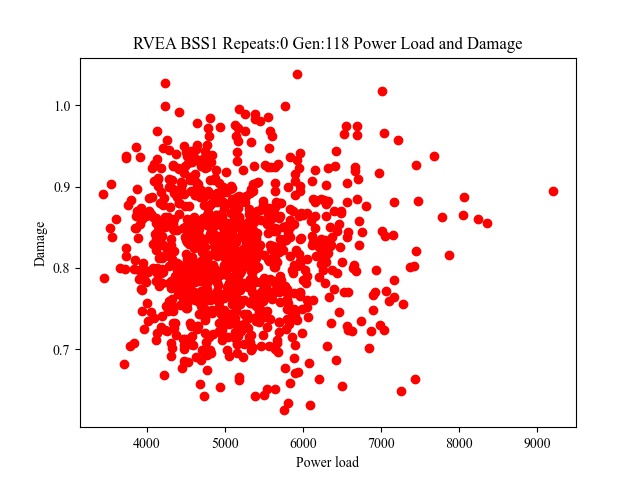 RVEA BSS1 Repeats:0 Gen:118 Power Load and Damage
1.0
0.9
0.8
0.7
Damage
4000 5000 6000 7000 8000 9000
Power load